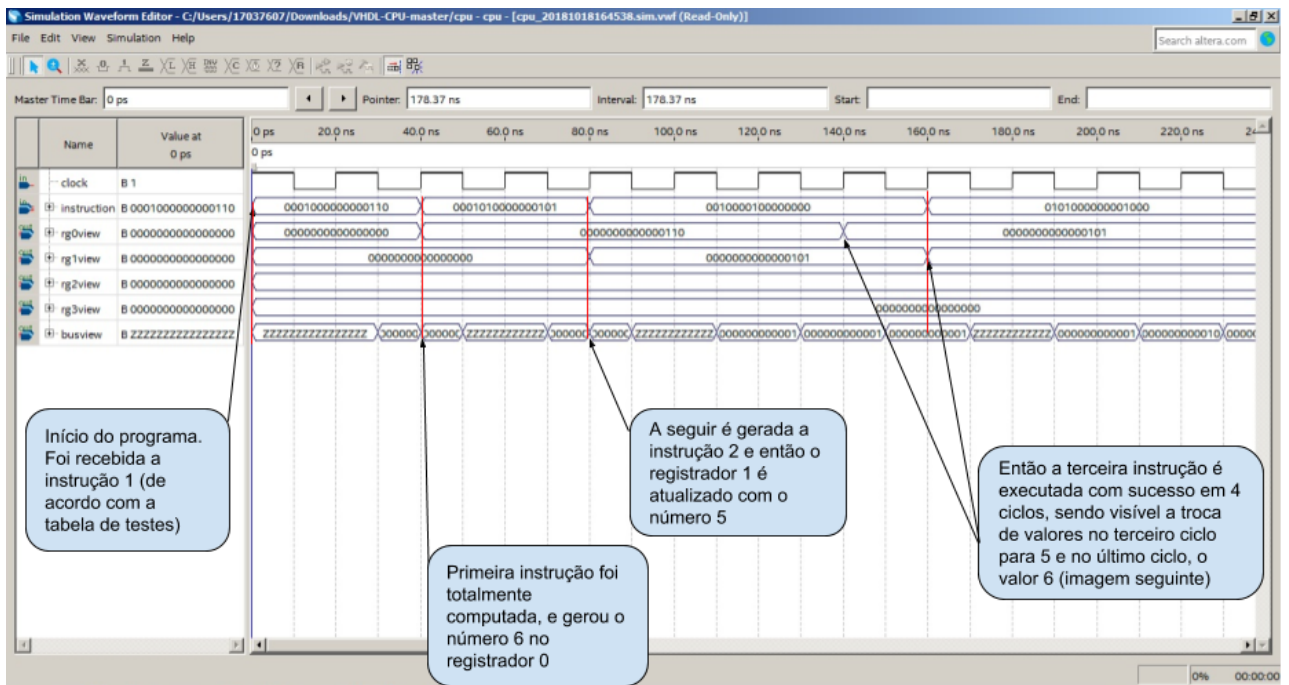 Simulation Waveform Editor - C:/Users/17037607/Downloads/VHDL-CPU-master/cpu - cpu - [cpu_20181018164538.sim.vwf (Read-Only)]
File Edit View Simulation Help
Search altera.com
Master Time Bar: 0 ps Pointer: 178.37 ns Interval: 178.37 ns Start: End:
Name Value at 0 ps
0 ps 20.0 ns 40.0 ns 60.0 ns 80.0 ns 100.0 ns 120.0 ns 140.0 ns 160.0 ns 180.0 ns 200.0 ns 220.0 ns
0 ps
clock B 1
instruction B 0001000000000110 0001000000000110 0001010000000101 0010000100000000 0101000000001000
rg0view B 0000000000000000 0000000000000000 0000000000000110 0000000000000101
rg1view B 0000000000000000 0000000000000000 0000000000000101
rg2view B 0000000000000000
rg3view B 0000000000000000 0000000000000000
busview B ZZZZZZZZZZZZZZZZ ZZZZZZZZZZZZZZZZ
Início do programa.
Foi recebida a
instrução 1 (de
acordo com a
tabela de testes)
Primeira instrução foi
totalmente
computada, e gerou o
número 6 no
registrador 0
A seguir é gerada a
instrução 2 e então o
registrador 1 é
atualizado com o
número 5
Então a terceira instrução é
executada com sucesso em 4
ciclos, sendo visível a troca
de valores no terceiro ciclo
para 5 e no último ciclo, o
valor 6 (imagem seguinte)
0% 00:00:00